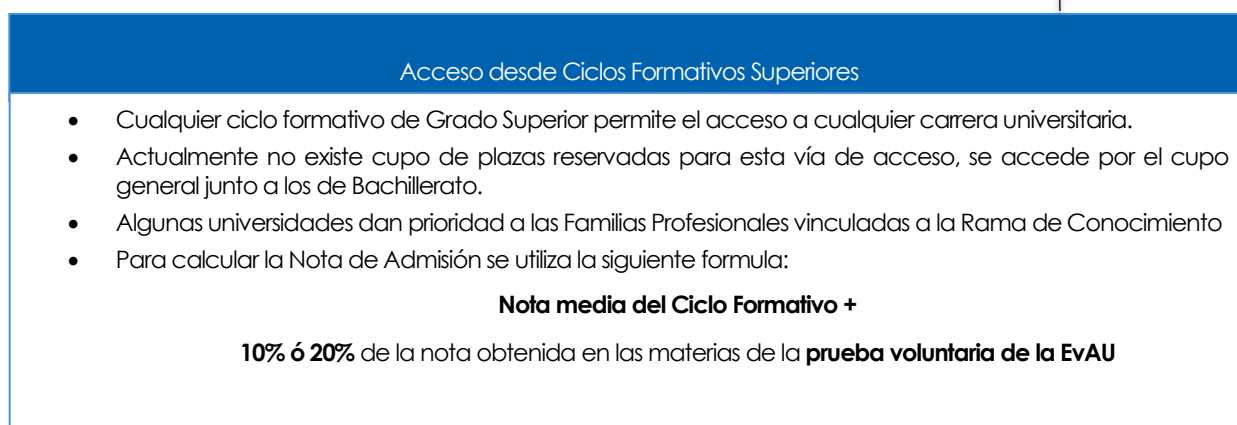 Acceso desde Ciclos Formativos Superiores
• Cualquier ciclo formativo de Grado Superior permite el acceso a cualquier carrera universitaria.
• Actualmente no existe cupo de plazas reservadas para esta vía de acceso, se accede por el cupo
general junto a los de Bachillerato.
• Algunas universidades dan prioridad a las Familias Profesionales vinculadas a la Rama de Conocimiento
• Para calcular la Nota de Admisión se utiliza la siguiente formula:
Nota media del Ciclo Formativo +
10% ó 20% de la nota obtenida en las materias de la prueba voluntaria de la EvAU